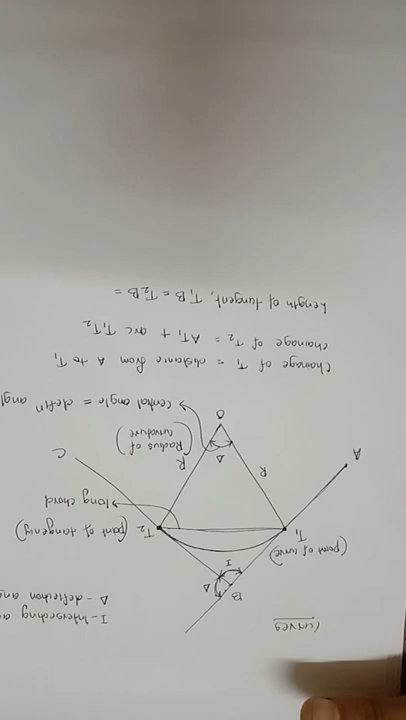 Curves
I - Intersecting a
Δ - deflection an
B
Δ
I
T₁
(point of curve)
T₂ (point of tangency)
long chord
A
C
R
R
(Radius of curvature)
Δ
O
central angle = defln angl
chainage of T₁ = distance from A to T₁
chainage of T₂ = AT₁ + arc T₁T₂
Length of tangent, T₁B = T₂B =